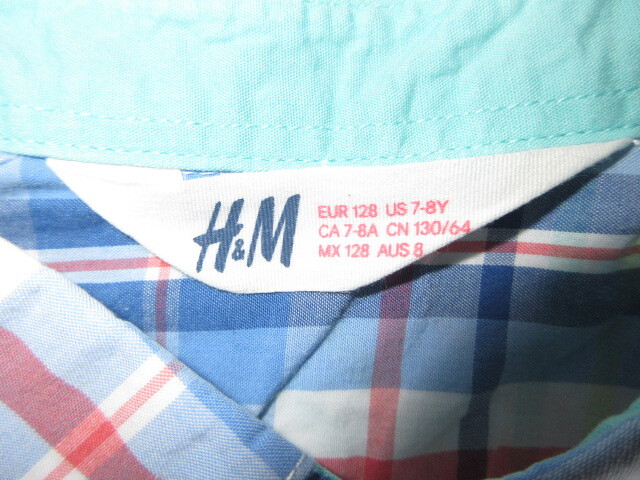 H&M
EUR 128 US 7-8Y
CA 7-8A CN 130/64
MX 128 AUS 8